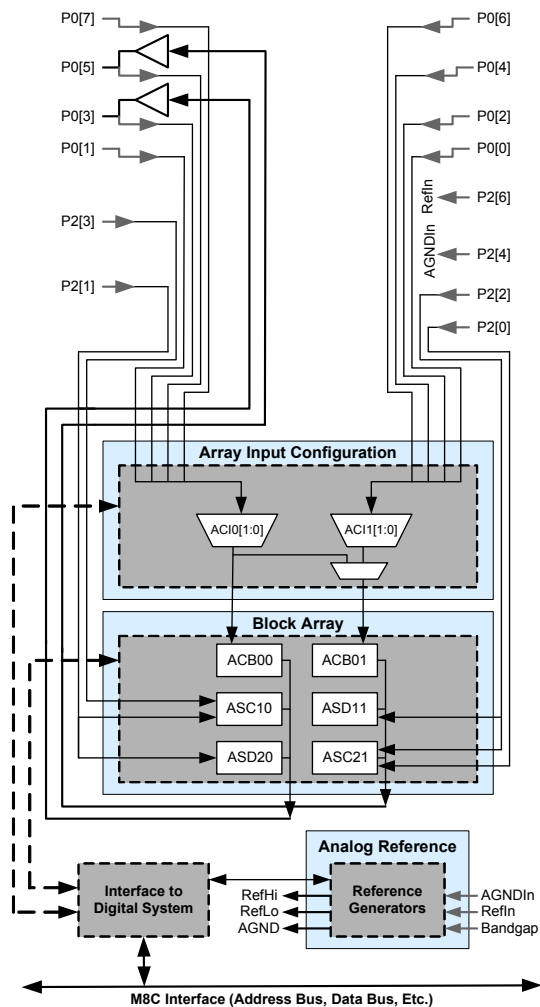 P0[7]
P0[6]
P0[5]
P0[4]
P0[3]
P0[2]
P0[1]
P0[0]
RefIn
P2[6]
P2[3]
AGNDIn
P2[4]
P2[1]
P2[2]
P2[0]
Array Input Configuration
ACI0[1:0]
ACI1[1:0]
Block Array
ACB00
ACB01
ASC10
ASD11
ASD20
ASC21
Analog Reference
Interface to
Digital System
RefHi
RefLo
AGND
Reference
Generators
AGNDIn
RefIn
Bandgap
M8C Interface (Address Bus, Data Bus, Etc.)